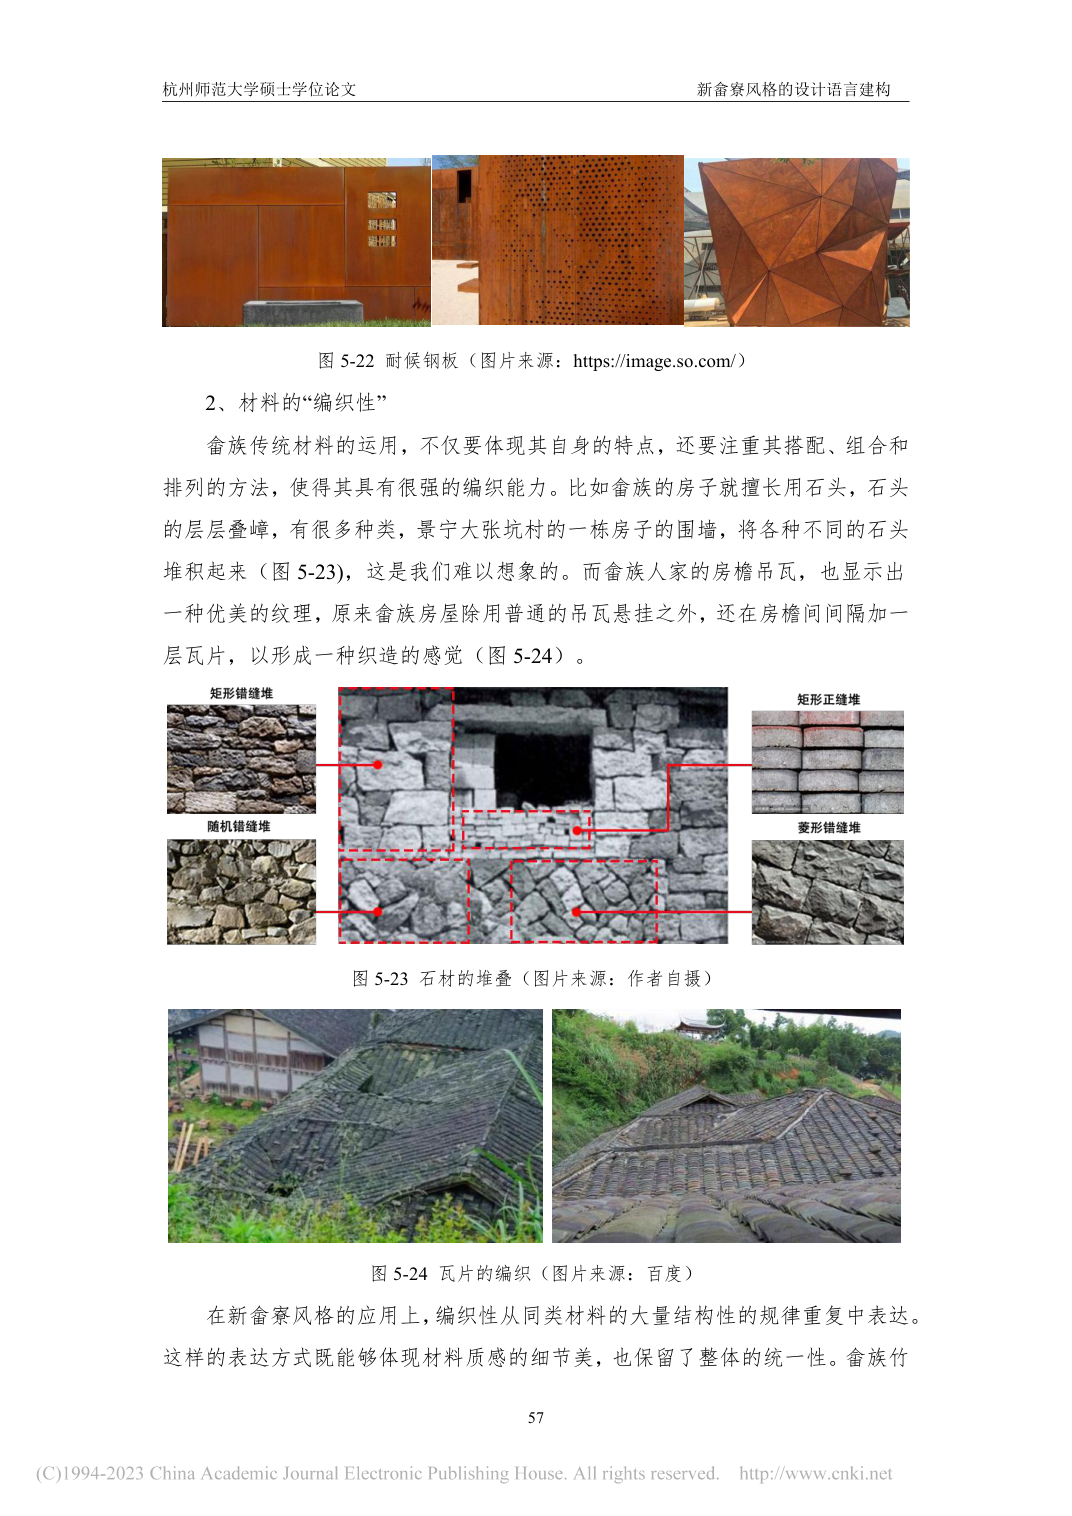 杭州师范大学硕士学位论文 新畲寮风格的设计语言建构
图 5-22 耐候钢板（图片来源：https://image.so.com/）
2、材料的“编织性”
畲族传统材料的运用，不仅要体现其自身的特点，还要注重其搭配、组合和
排列的方法，使得其具有很强的编织能力。比如畲族的房子就擅长用石头，石头
的层层叠嶂，有很多种类，景宁大张坑村的一栋房子的围墙，将各种不同的石头
堆积起来（图 5-23)，这是我们难以想象的。而畲族人家的房檐吊瓦，也显示出
一种优美的纹理，原来畲族房屋除用普通的吊瓦悬挂之外，还在房檐间间隔加一
层瓦片，以形成一种织造的感觉（图 5-24）。
矩形错缝堆
矩形正缝堆
随机错缝堆
菱形错缝堆
图 5-23 石材的堆叠（图片来源：作者自摄）
图 5-24 瓦片的编织（图片来源：百度）
在新畲寮风格的应用上，编织性从同类材料的大量结构性的规律重复中表达。
这样的表达方式既能够体现材料质感的细节美，也保留了整体的统一性。畲族竹
57
(C)1994-2023 China Academic Journal Electronic Publishing House. All rights reserved. http://www.cnki.net